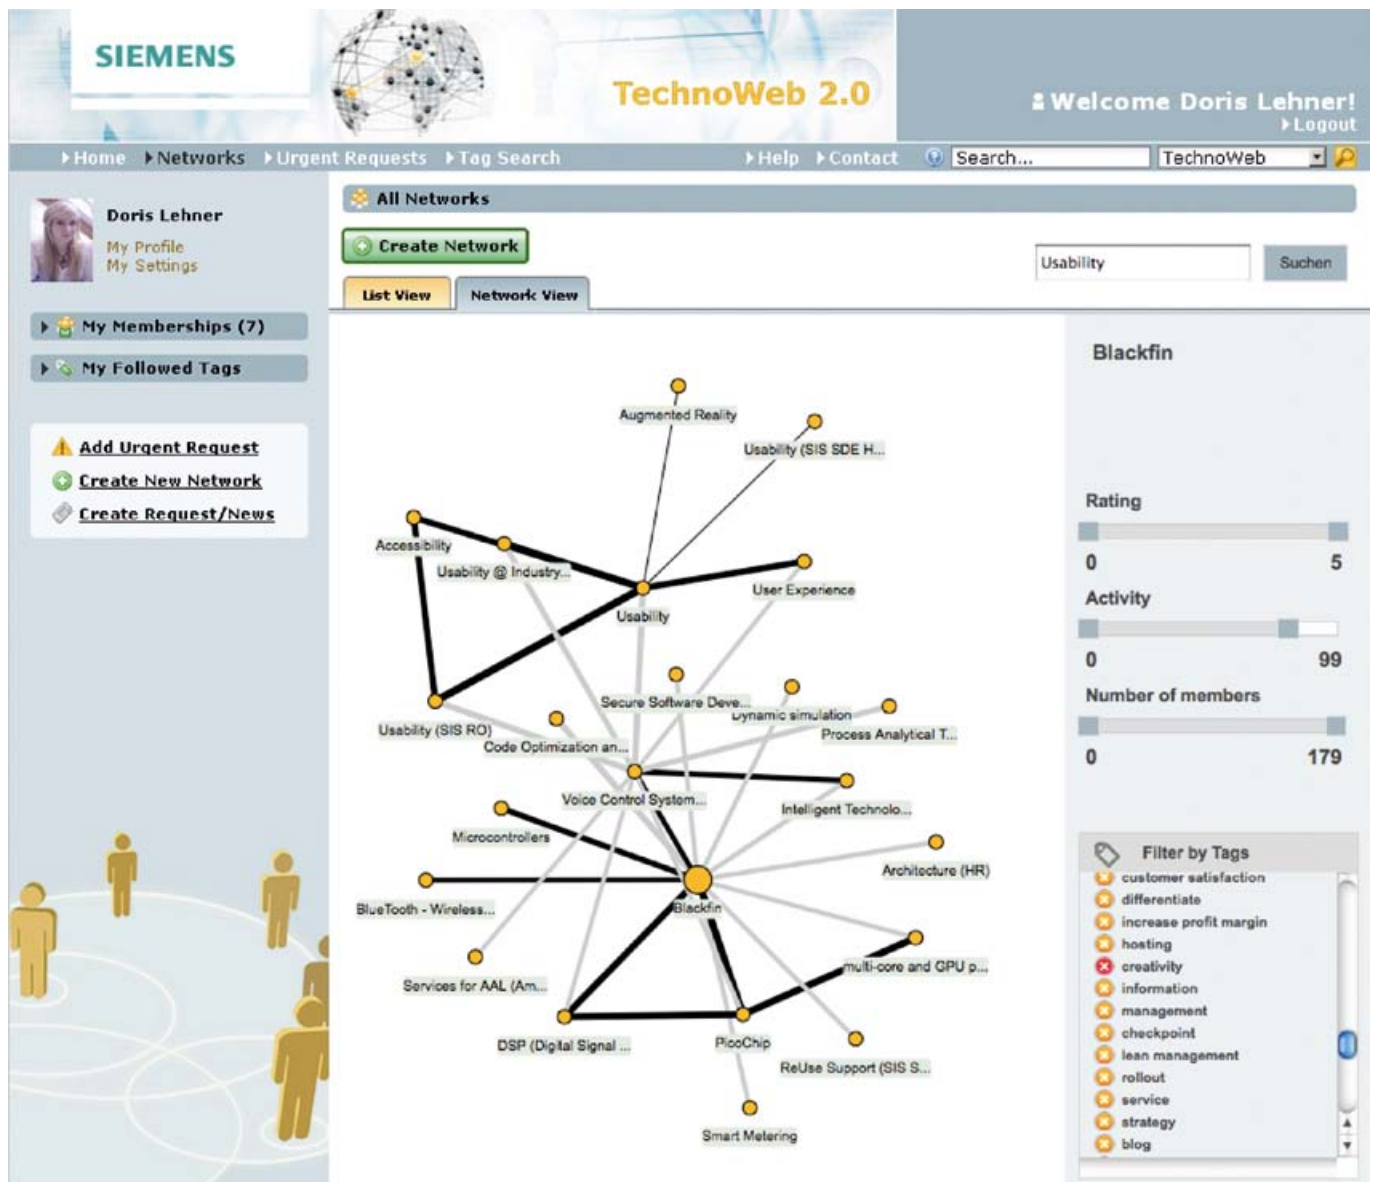 SIEMENS
TechnoWeb 2.0
Welcome Doris Lehner!
Logout
Home Networks Urgent Requests Tag Search Help Contact Search... TechnoWeb
Doris Lehner
My Profile
My Settings
My Memberships (7)
My Followed Tags
Add Urgent Request
Create New Network
Create Request/News
All Networks
Create Network
Usability Suchen
List View Network View
Augmented Reality
Usability (SIS SDE H...
Accessibility
Usability @ Industry...
User Experience
Usability
Secure Software Deve...
Dynamic simulation
Usability (SIS RO)
Process Analytical T...
Code Optimization an...
Voice Control System...
Intelligent Technolo...
Microcontrollers
Architecture (HR)
BlueTooth - Wireless...
Blackfin
multi-core and GPU p...
Services for AAL (Am...
DSP (Digital Signal ...
PicoChip
ReUse Support (SIS S...
Smart Metering
Blackfin
Rating
0 5
Activity
0 99
Number of members
0 179
Filter by Tags
customer satisfaction
differentiate
increase profit margin
hosting
creativity
information
management
checkpoint
lean management
rollout
service
strategy
blog